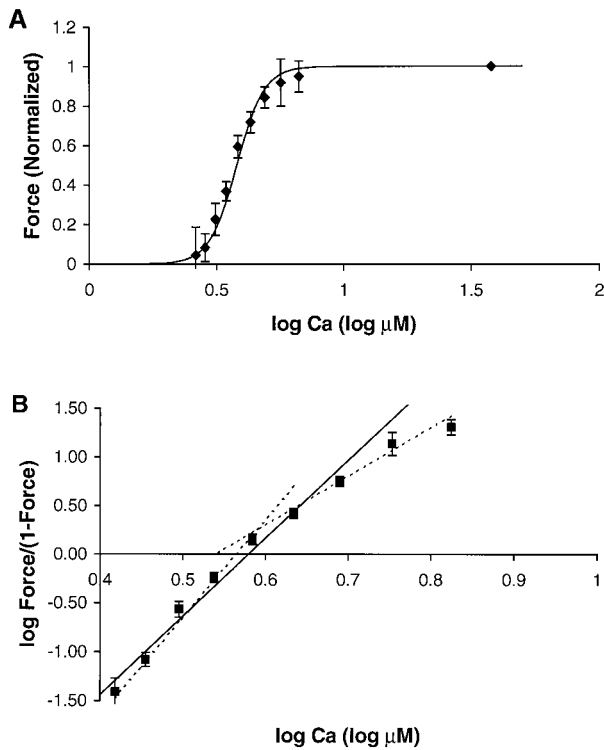 A
1.2
1
0.8
0.6
0.4
0.2
0
Force (Normalized)
0 0.5 1 1.5 2
log Ca (log µM)
B
1.50
1.00
0.50
0.00
-0.50
-1.00
-1.50
log Force/(1-Force)
0.4 0.5 0.6 0.7 0.8 0.9 1
log Ca (log µM)